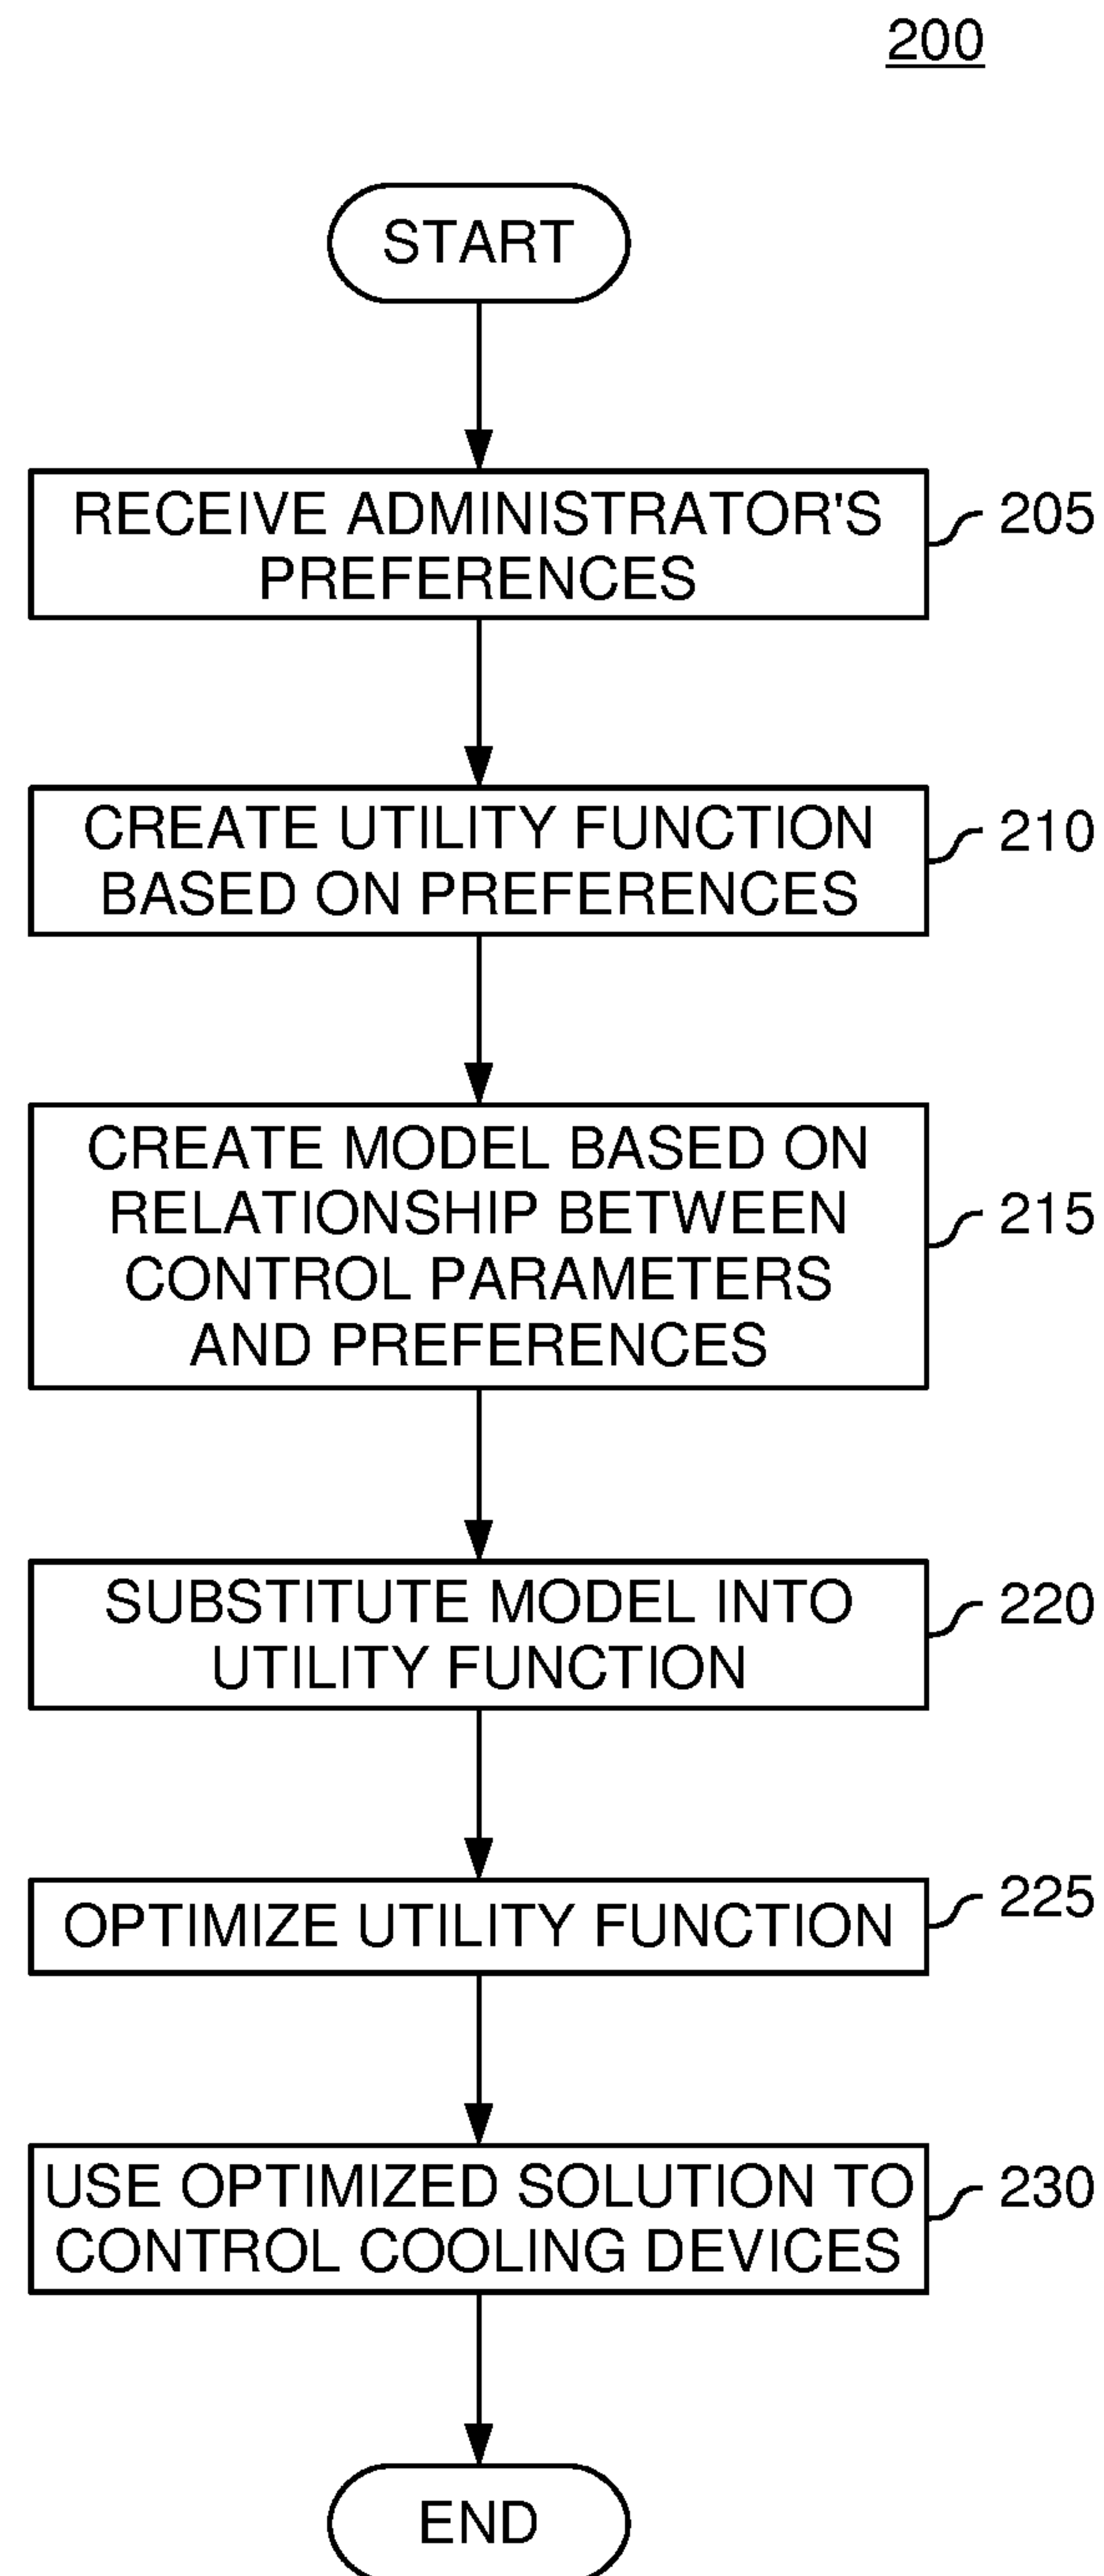 200
START
RECEIVE ADMINISTRATOR'S
PREFERENCES
205
CREATE UTILITY FUNCTION
BASED ON PREFERENCES
210
CREATE MODEL BASED ON
RELATIONSHIP BETWEEN
CONTROL PARAMETERS
AND PREFERENCES
215
SUBSTITUTE MODEL INTO
UTILITY FUNCTION
220
OPTIMIZE UTILITY FUNCTION
225
USE OPTIMIZED SOLUTION TO
CONTROL COOLING DEVICES
230
END